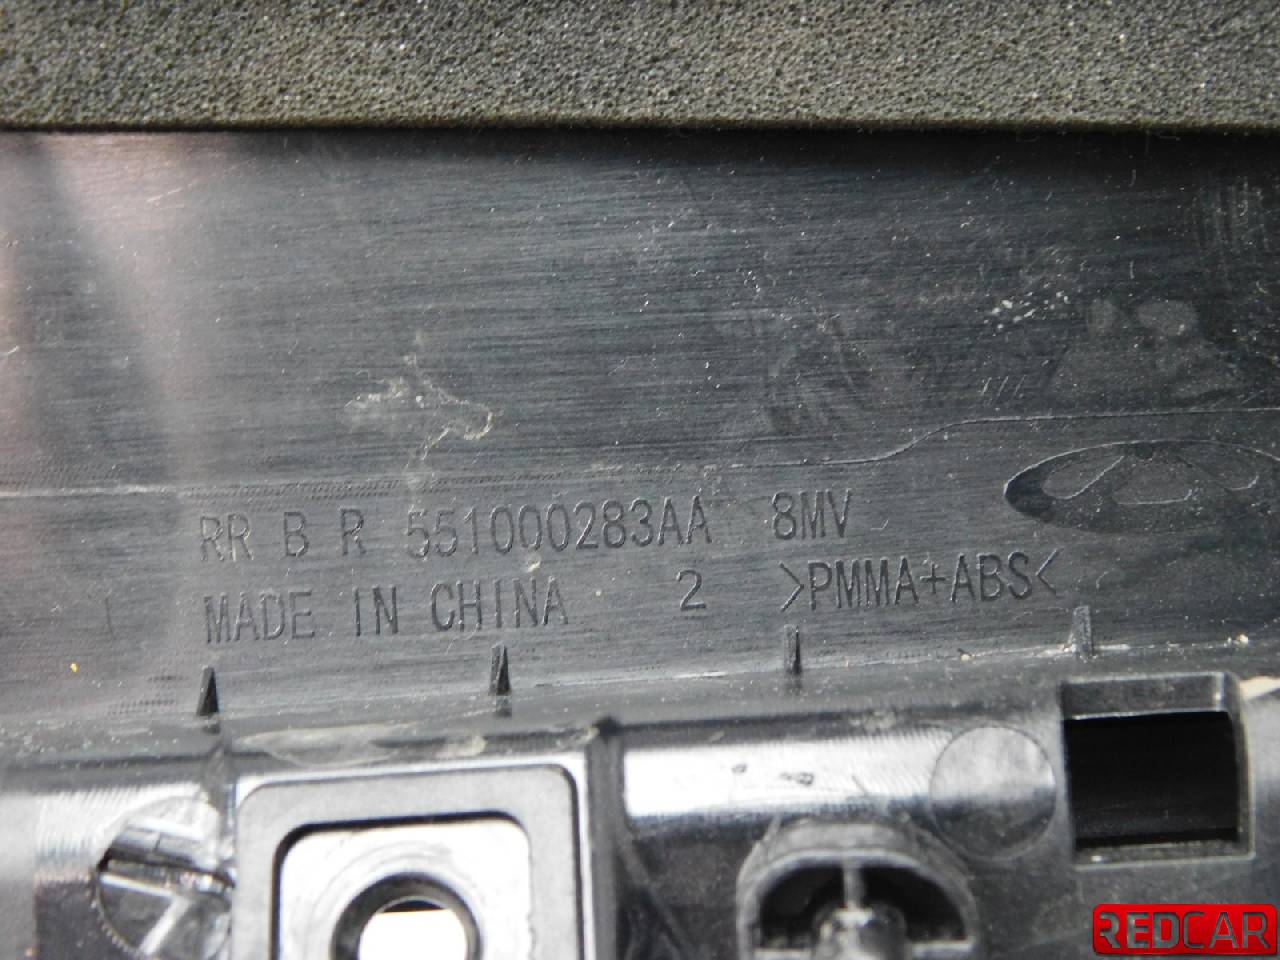 RR B R 551000283AA 8MV
MADE IN CHINA 2 >PMMA+ABS<
REDCAR